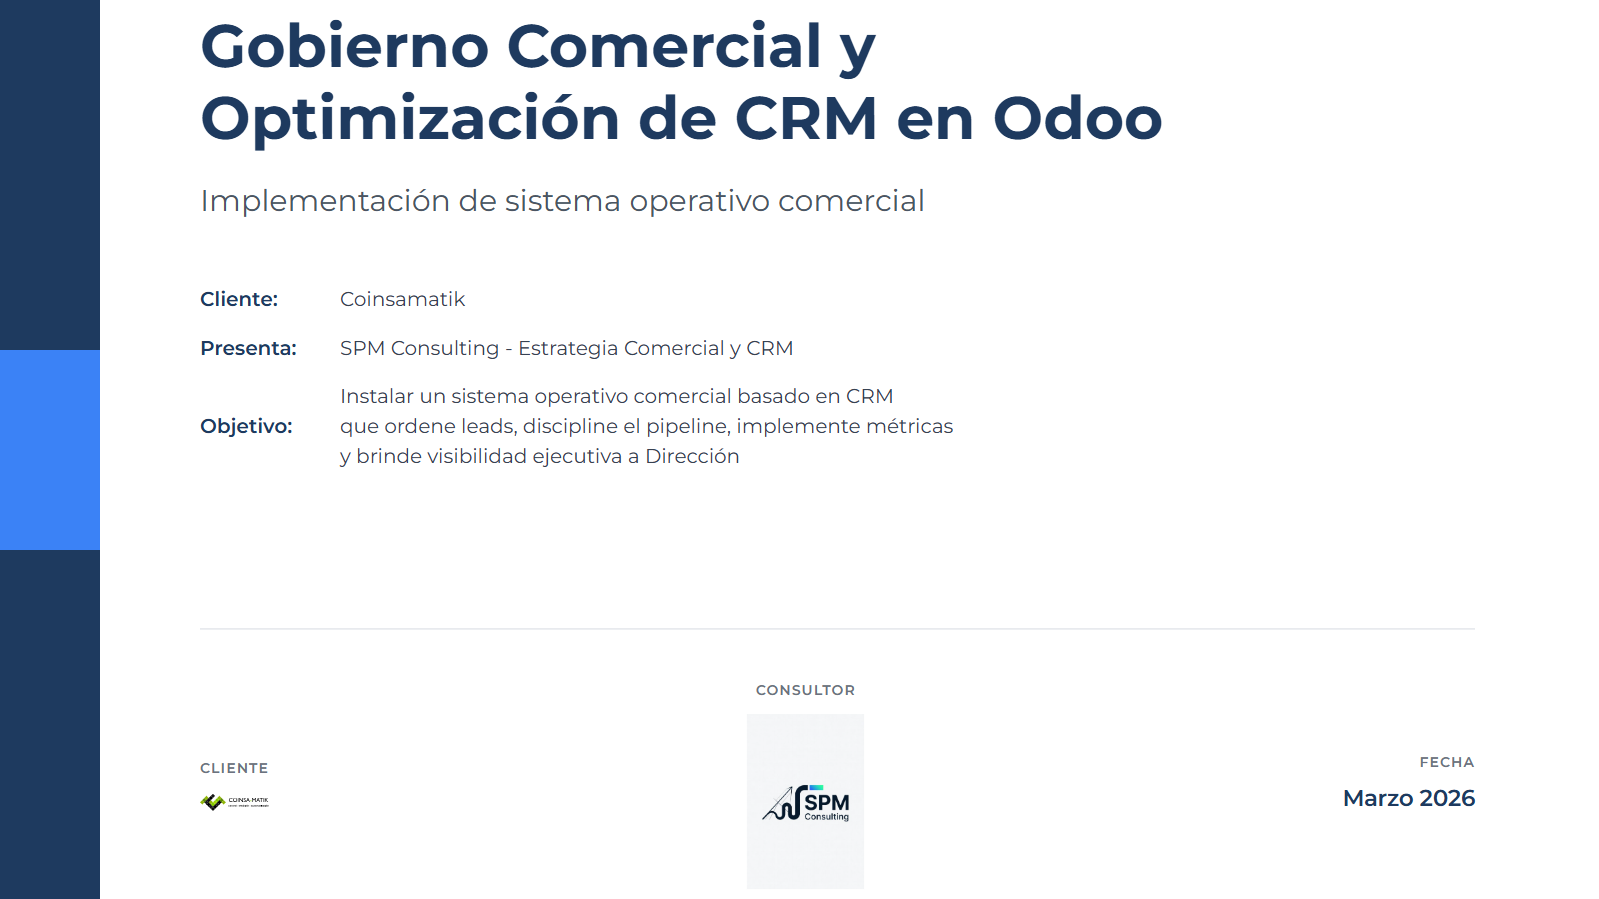 Gobierno Comercial y
Optimización de CRM en Odoo
Implementación de sistema operativo comercial
Cliente: Coinsamatik
Presenta: SPM Consulting - Estrategia Comercial y CRM
Objetivo: Instalar un sistema operativo comercial basado en CRM
que ordene leads, discipline el pipeline, implemente métricas
y brinde visibilidad ejecutiva a Dirección
CLIENTE
COINSA-MATIK
CONSULTOR
SPM
Consulting
FECHA
Marzo 2026